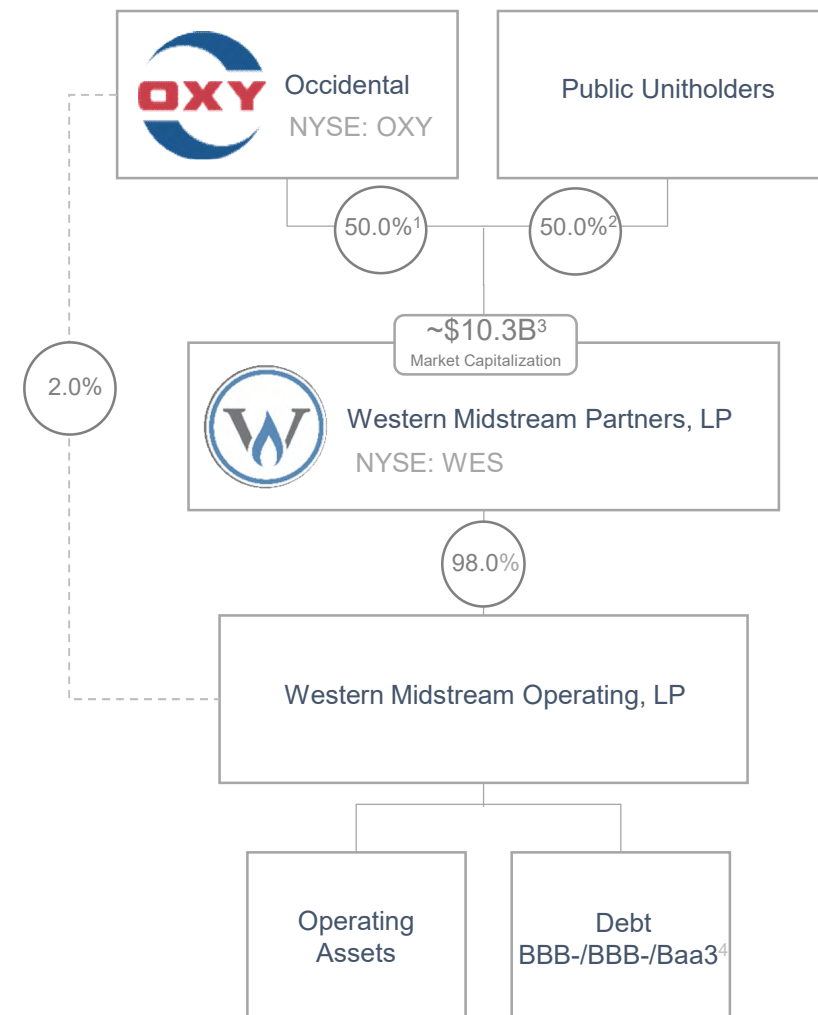 OXY
Occidental
NYSE: OXY
Public Unitholders
50.0%¹
50.0%²
~$10.3B³
Market Capitalization
2.0%
W
Western Midstream Partners, LP
NYSE: WES
98.0%
Western Midstream Operating, LP
Operating
Assets
Debt
BBB-/BBB-/Baa3⁴